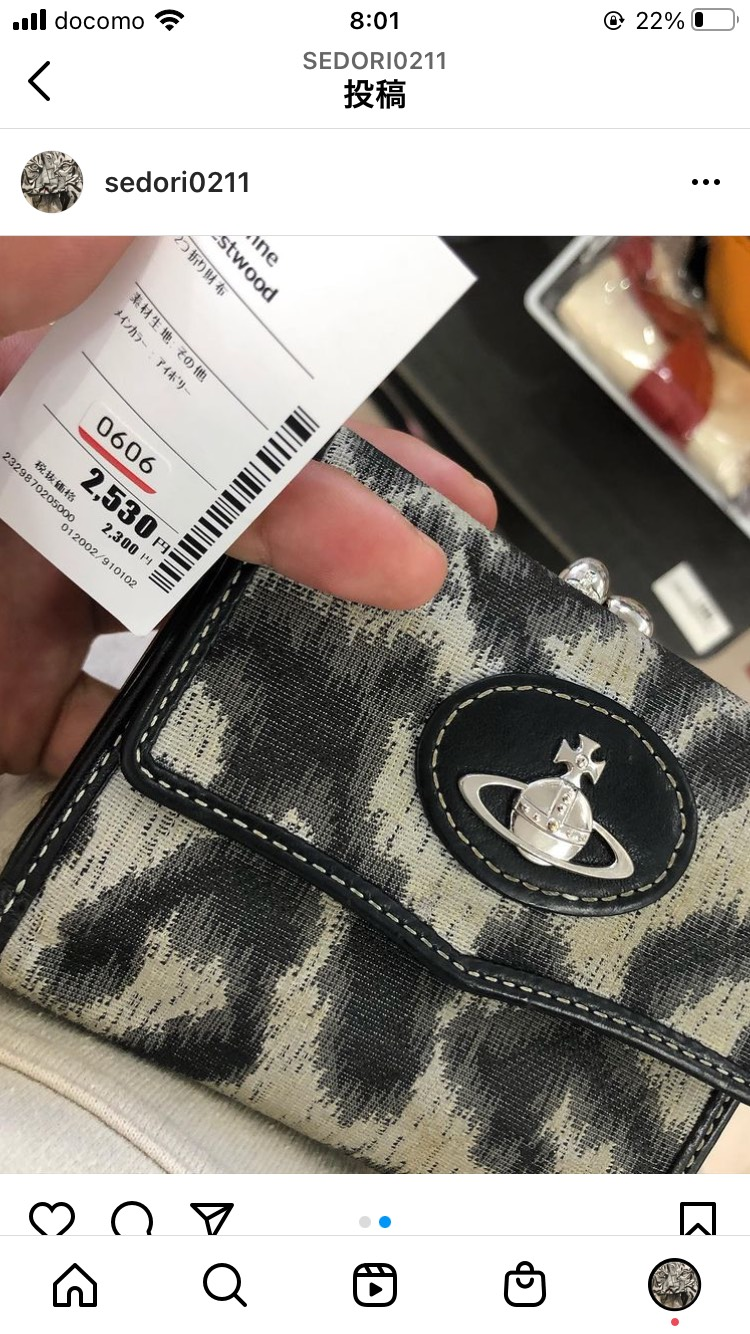 docomo
8:01
22%
SEDORI0211
投稿
sedori0211
estwood
つ折り財布
素材生地:その他
メインカラー:アイボリー
0606
税抜価格
2,530円
2,300円
2329870205000
012002/910102